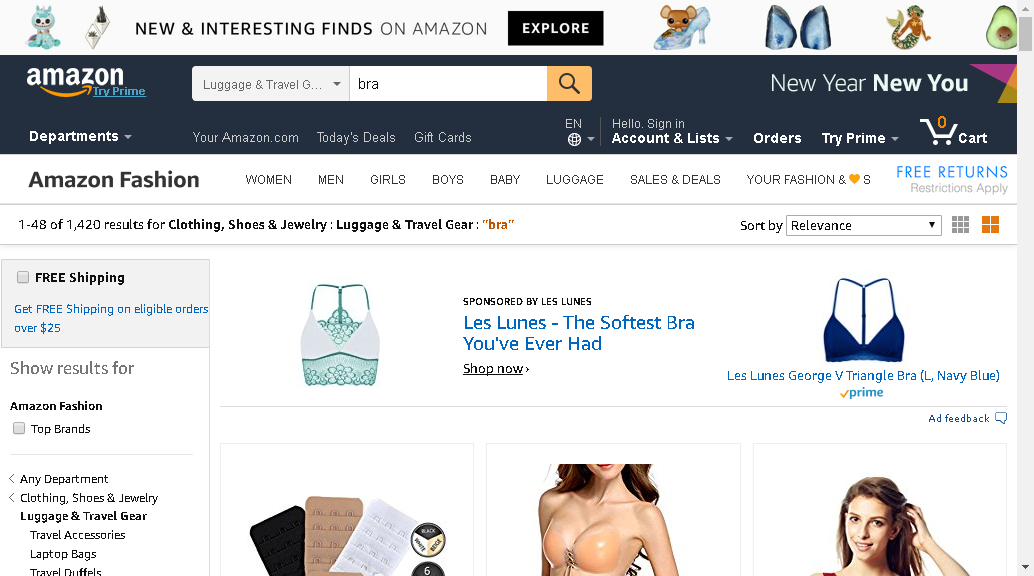 NEW & INTERESTING FINDS ON AMAZON
EXPLORE
amazon
Try Prime
Luggage & Travel G...
bra
New Year New You
Departments
Your Amazon.com
Today's Deals
Gift Cards
EN
Hello. Sign in
Account & Lists
Orders
Try Prime
0
Cart
Amazon Fashion
WOMEN
MEN
GIRLS
BOYS
BABY
LUGGAGE
SALES & DEALS
YOUR FASHION & S
FREE RETURNS
Restrictions Apply
1-48 of 1,420 results for Clothing, Shoes & Jewelry : Luggage & Travel Gear : "bra"
Sort by
Relevance
FREE Shipping
Get FREE Shipping on eligible orders
over $25
Show results for
Amazon Fashion
Top Brands
Any Department
Clothing, Shoes & Jewelry
Luggage & Travel Gear
Travel Accessories
Laptop Bags
Travel Duffels
SPONSORED BY LES LUNES
Les Lunes - The Softest Bra
You've Ever Had
Shop now ›
Les Lunes George V Triangle Bra (L, Navy Blue)
prime
Ad feedback
BLACK
WHITE
BEIGE
6